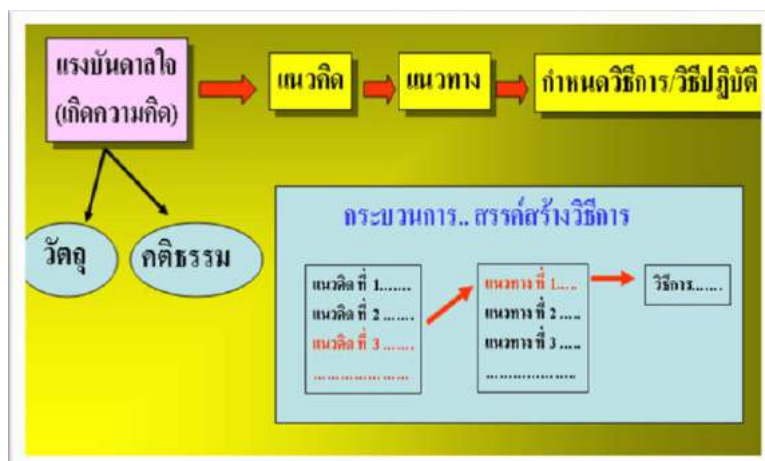 แรงบันดาลใจ
(เกิดความคิด)
แนวคิด
แนวทาง
กำหนดวิธีการ/วิธีปฏิบัติ
วัตถุ
คติธรรม
กระบวนการ.. สรรค์สร้างวิธีการ
แนวคิด ที่ 1.......
แนวคิด ที่ 2 .......
แนวคิด ที่ 3 .......
.....................
แนวทาง ที่ 1.....
แนวทาง ที่ 2 .....
แนวทาง ที่ 3 .....
....................
วิธีการ.......